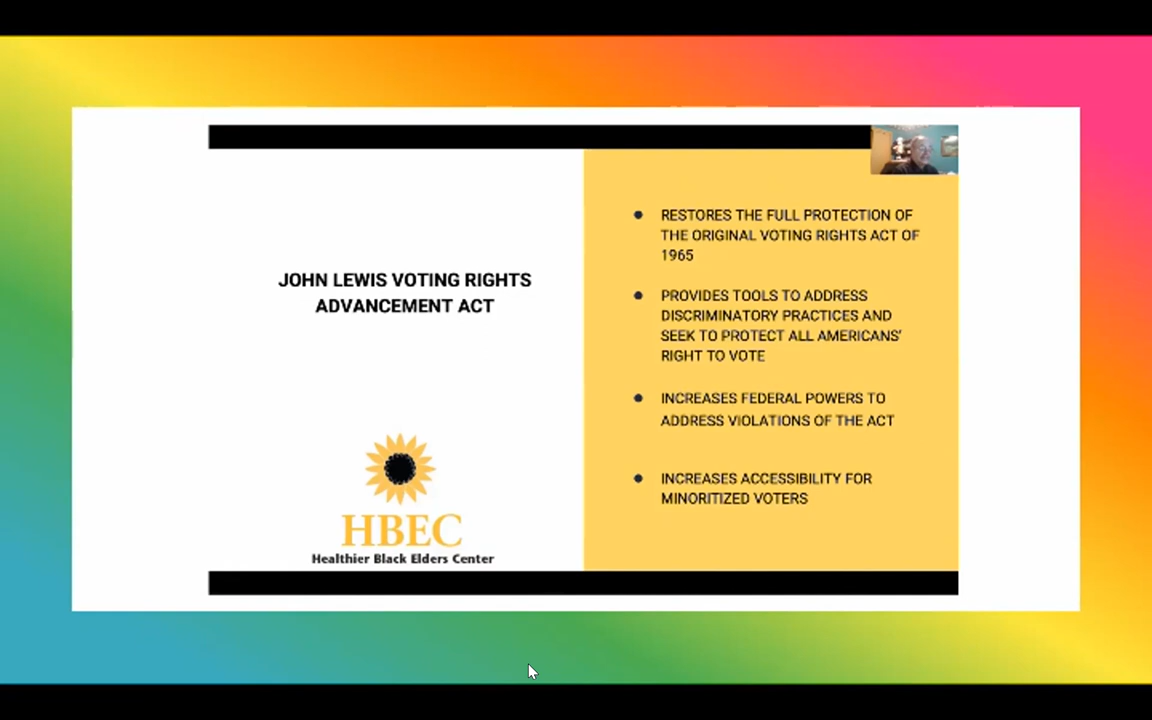 JOHN LEWIS VOTING RIGHTS
ADVANCEMENT ACT
HBEC
Healthier Black Elders Center
RESTORES THE FULL PROTECTION OF
THE ORIGINAL VOTING RIGHTS ACT OF
1965
PROVIDES TOOLS TO ADDRESS
DISCRIMINATORY PRACTICES AND
SEEK TO PROTECT ALL AMERICANS'
RIGHT TO VOTE
INCREASES FEDERAL POWERS TO
ADDRESS VIOLATIONS OF THE ACT
INCREASES ACCESSIBILITY FOR
MINORITIZED VOTERS